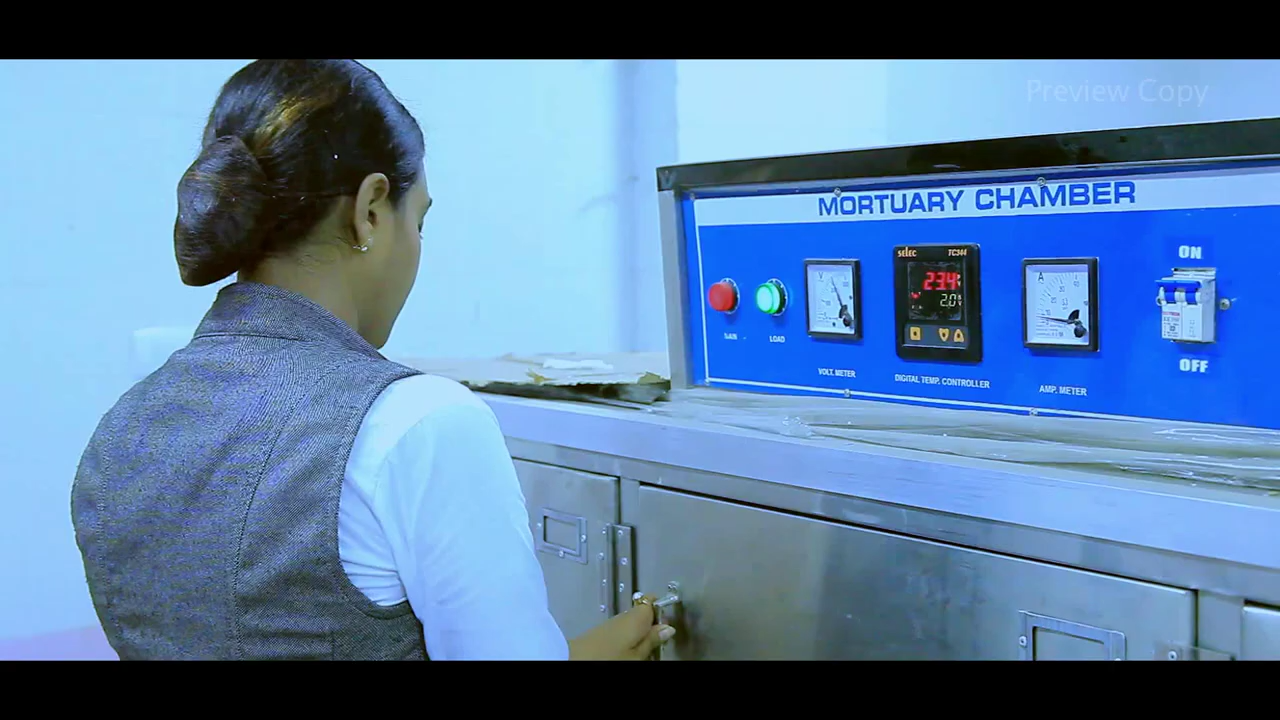 Preview Copy
MORTUARY CHAMBER
ON
selec TC344
23.4
2.0
V
A
MAIN
LOAD
VOLT. METER
DIGITAL TEMP. CONTROLLER
AMP. METER
OFF